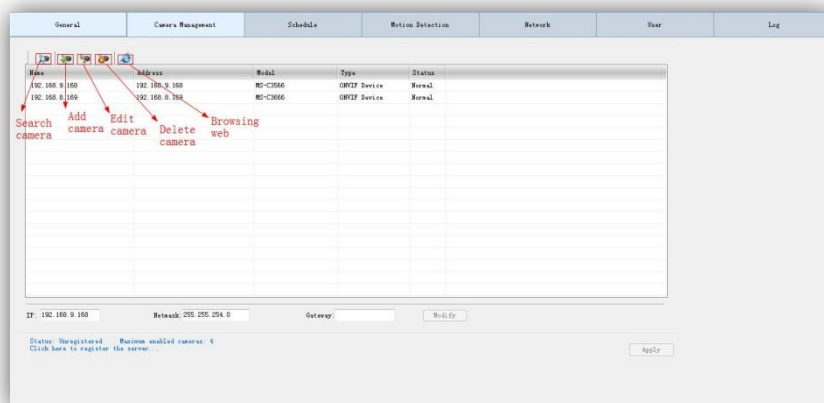 General Camera Management Schedule Motion Detection Network User Log
Name Address Model Type Status
192.168.9.168 192.168.9.168 MS-C3566 ONVIF Device Normal
192.168.8.169 192.168.8.169 MS-C3666 ONVIF Device Normal
Search camera
Add camera
Edit camera
Delete camera
Browsing web
IP: 192.168.9.168 Netmask: 255.255.254.0 Gateway: Modify
Status: Unregistered Maximum enabled cameras: 4
Click here to register the server...
Apply